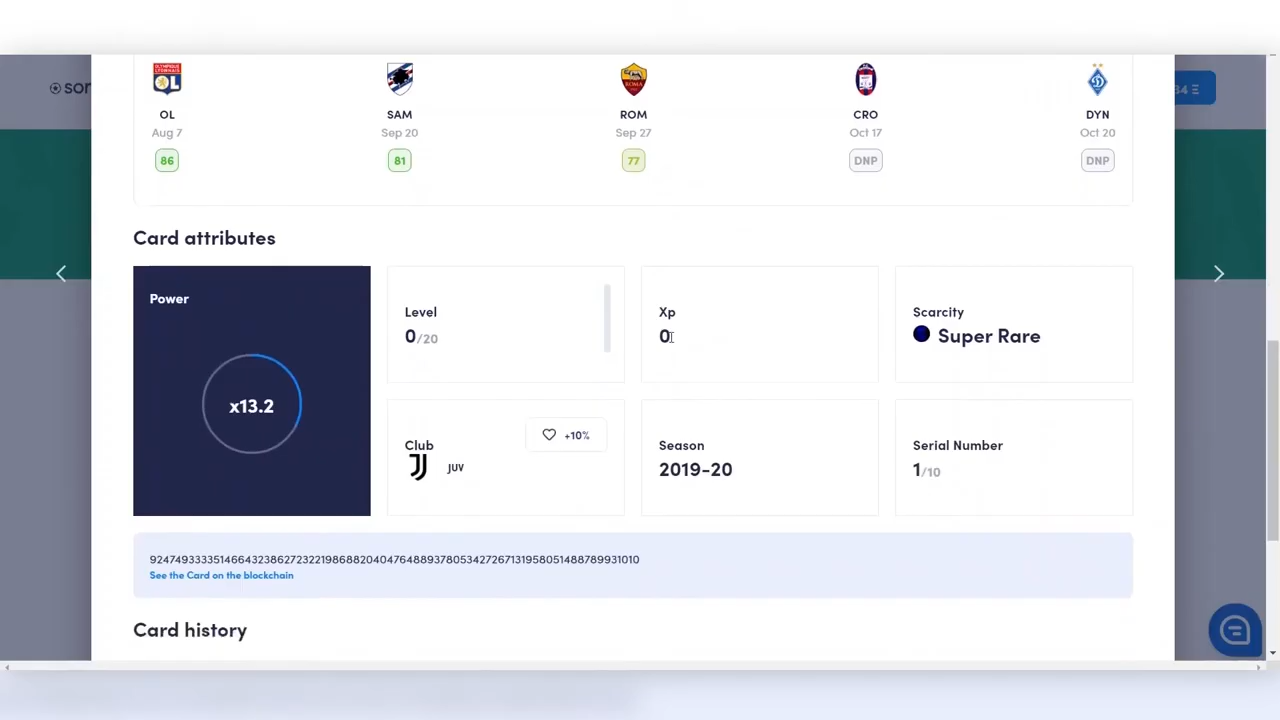 sor
34 Ξ
OL SAM ROM CRO DYN
Aug 7 Sep 20 Sep 27 Oct 17 Oct 20
86 81 77 DNP DNP
Card attributes
Power
x13.2
Level
0/20
Xp
0
Scarcity
Super Rare
Club
JUV
+10%
Season
2019-20
Serial Number
1/10
92474933335146643238627232219868820404764889378053427267131958051488789931010
See the Card on the blockchain
Card history